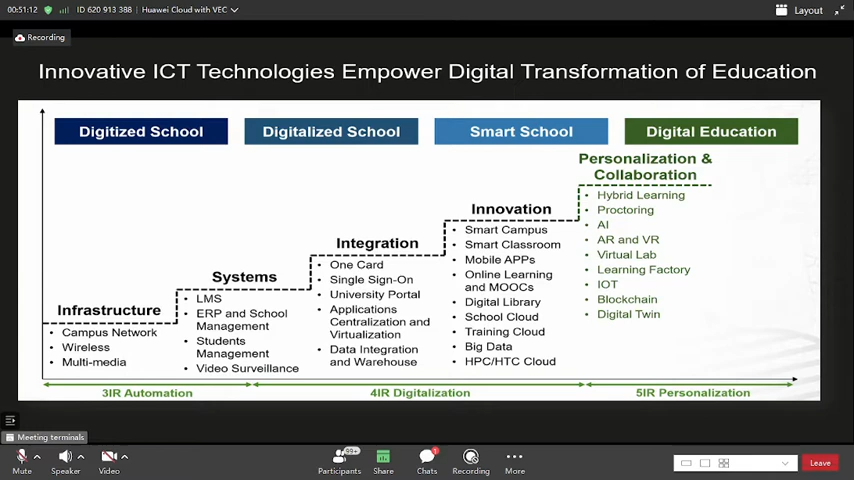 00:51:12 ID 620 913 388 Huawei Cloud with VEC Layout
Recording
Innovative ICT Technologies Empower Digital Transformation of Education
Digitized School Digitalized School Smart School Digital Education
Personalization &
Collaboration
• Hybrid Learning
• Proctoring
• AI
• AR and VR
• Virtual Lab
• Learning Factory
• IOT
• Blockchain
• Digital Twin
Innovation
• Smart Campus
• Smart Classroom
• Mobile APPs
• Online Learning
and MOOCs
• Digital Library
• School Cloud
• Training Cloud
• Big Data
• HPC/HTC Cloud
Integration
• One Card
• Single Sign-On
• University Portal
• Applications
Centralization and
Virtualization
• Data Integration
and Warehouse
Systems
• LMS
• ERP and School
Management
• Students
Management
• Video Surveillance
Infrastructure
• Campus Network
• Wireless
• Multi-media
3IR Automation 4IR Digitalization 5IR Personalization
Meeting terminals
Mute Speaker Video 99+ Participants Share 1 Chats Recording More Leave